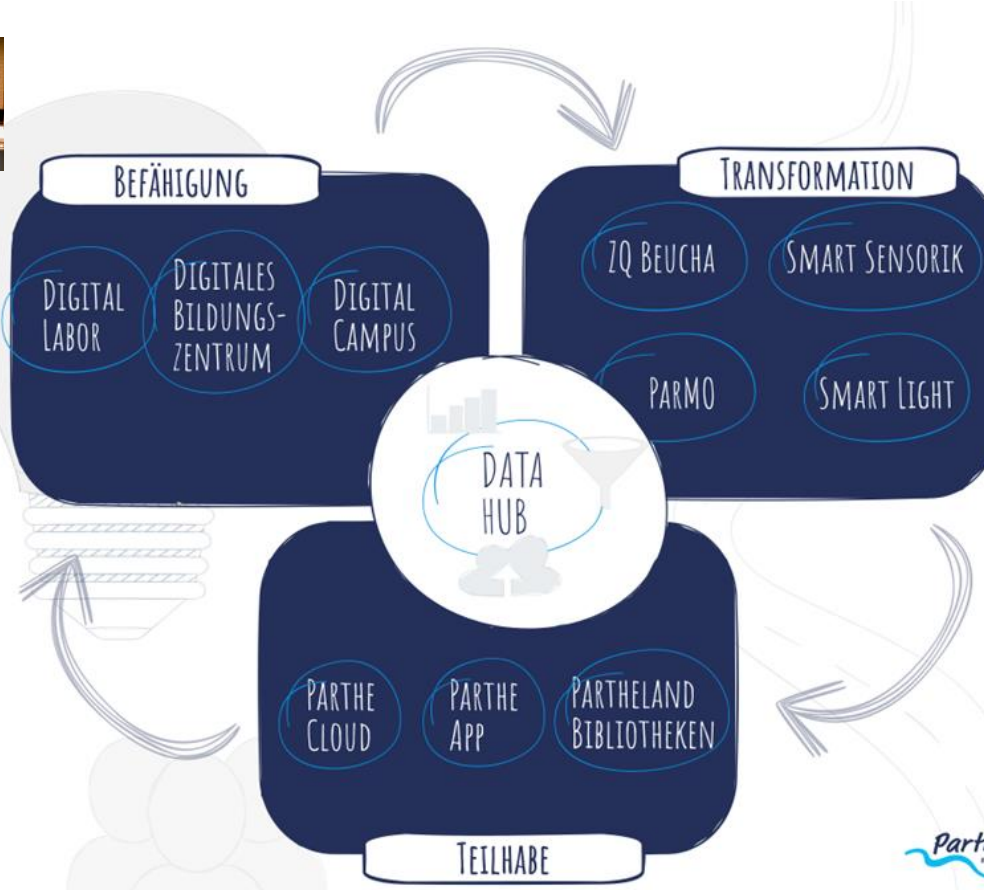 BEFÄHIGUNG
DIGITAL
LABOR
DIGITALES
BILDUNGS-
ZENTRUM
DIGITAL
CAMPUS
TRANSFORMATION
ZQ BEUCHA
SMART SENSORIK
PARMO
SMART LIGHT
DATA
HUB
PARTHE
CLOUD
PARTHE
APP
PARTHELAND
BIBLIOTHEKEN
TEILHABE